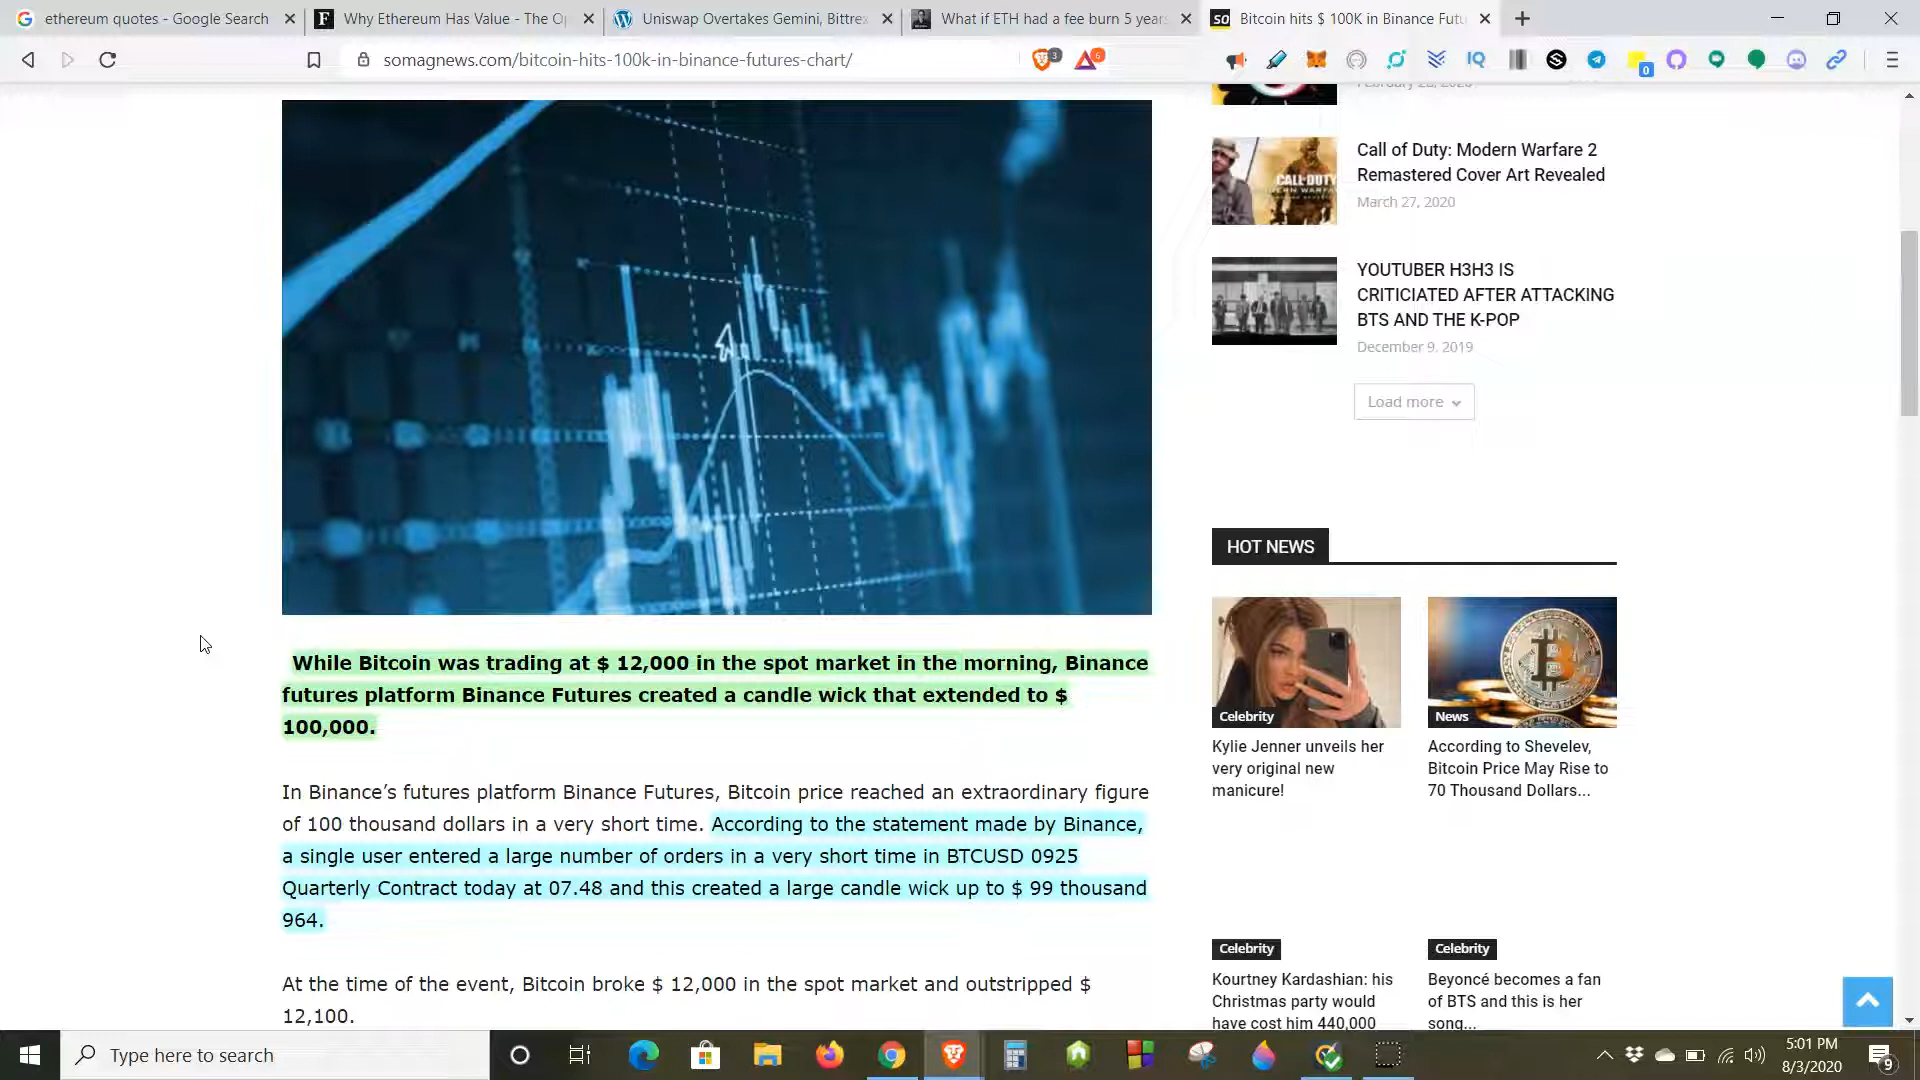 ethereum quotes - Google Search
Why Ethereum Has Value - The O
Uniswap Overtakes Gemini, Bittrex
What if ETH had a fee burn 5 years
Bitcoin hits $ 100K in Binance Futu
somagnews.com/bitcoin-hits-100k-in-binance-futures-chart/
3
6
IQ
0
Call of Duty: Modern Warfare 2
Remastered Cover Art Revealed
March 27, 2020
YOUTUBER H3H3 IS
CRITICIATED AFTER ATTACKING
BTS AND THE K-POP
December 9, 2019
Load more
HOT NEWS
Celebrity
Kylie Jenner unveils her
very original new
manicure!
News
According to Shevelev,
Bitcoin Price May Rise to
70 Thousand Dollars...
Celebrity
Kourtney Kardashian: his
Christmas party would
have cost him 440,000
Celebrity
Beyoncé becomes a fan
of BTS and this is her
song...
While Bitcoin was trading at $ 12,000 in the spot market in the morning, Binance
futures platform Binance Futures created a candle wick that extended to $
100,000.
In Binance’s futures platform Binance Futures, Bitcoin price reached an extraordinary figure
of 100 thousand dollars in a very short time. According to the statement made by Binance,
a single user entered a large number of orders in a very short time in BTCUSD 0925
Quarterly Contract today at 07.48 and this created a large candle wick up to $ 99 thousand
964.
At the time of the event, Bitcoin broke $ 12,000 in the spot market and outstripped $
12,100.
Type here to search
5:01 PM
8/3/2020
9